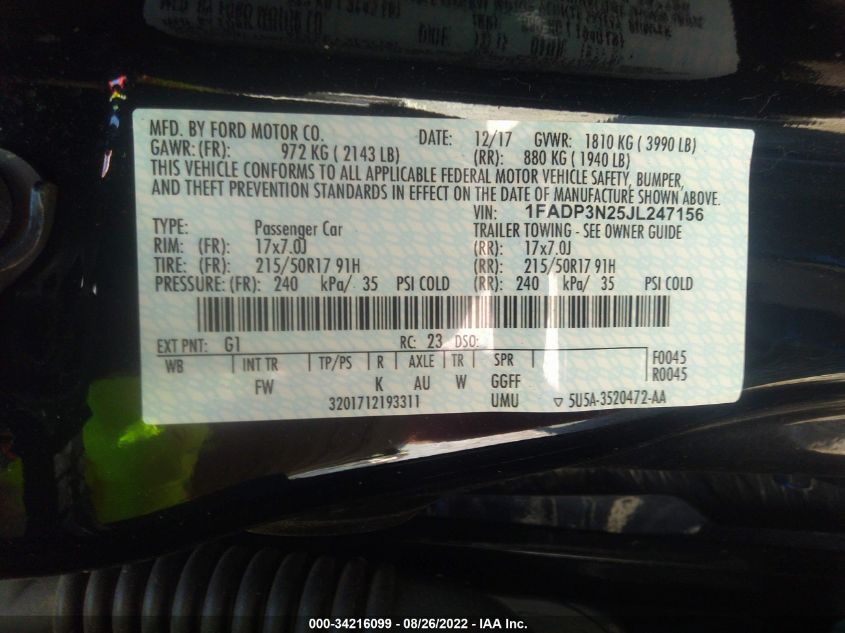 MFD. BY FORD MOTOR CO. DATE: 12/17 GVWR: 1810 KG ( 3990 LB)
GAWR: (FR): 972 KG ( 2143 LB) (RR): 880 KG ( 1940 LB)
THIS VEHICLE CONFORMS TO ALL APPLICABLE FEDERAL MOTOR VEHICLE SAFETY, BUMPER,
AND THEFT PREVENTION STANDARDS IN EFFECT ON THE DATE OF MANUFACTURE SHOWN ABOVE.
VIN: 1FADP3N25JL247156
TYPE: Passenger Car TRAILER TOWING - SEE OWNER GUIDE
RIM: (FR): 17x7.0J (RR): 17x7.0J
TIRE: (FR): 215/50R17 91H (RR): 215/50R17 91H
PRESSURE: (FR): 240 kPa/ 35 PSI COLD (RR): 240 kPa/ 35 PSI COLD
EXT PNT: G1 RC: 23 DSO:
WB INT TR TP/PS R AXLE TR SPR F0045
FW K AU W GGFF R0045
3201712193311 UMU ▽ 5U5A-3520472-AA
000-34216099 - 08/26/2022 - IAA Inc.